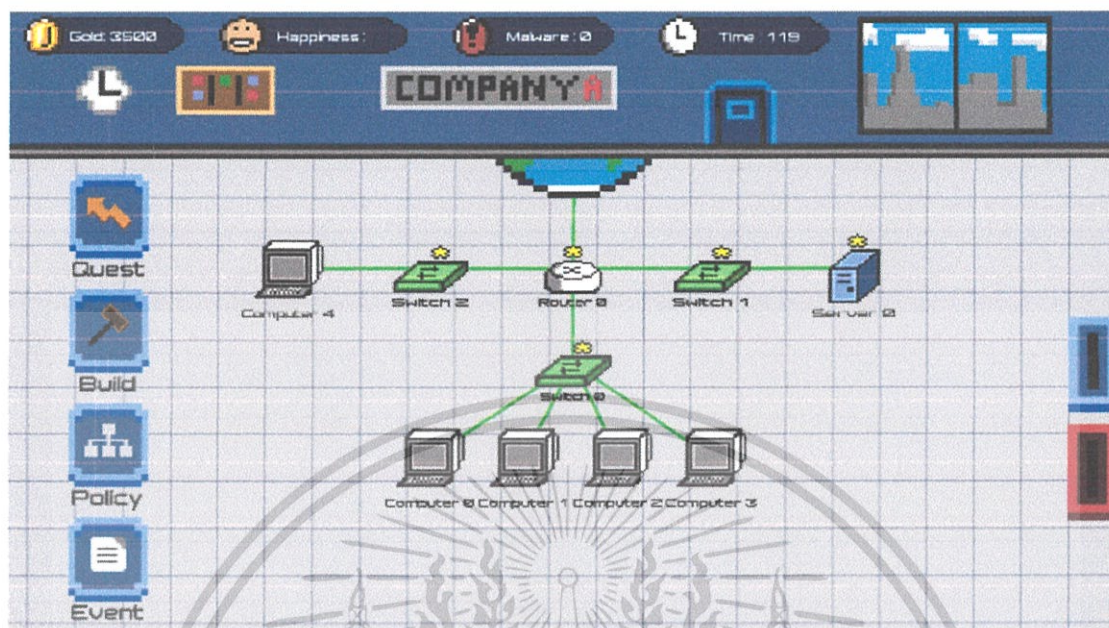 Gold: 3500
Happiness:
Malware: 0
Time: 119
COMPANY A
Quest
Computer 4
Switch 2
Router 0
Switch 1
Server 0
Build
Switch 0
Policy
Computer 0 Computer 1 Computer 2 Computer 3
Event